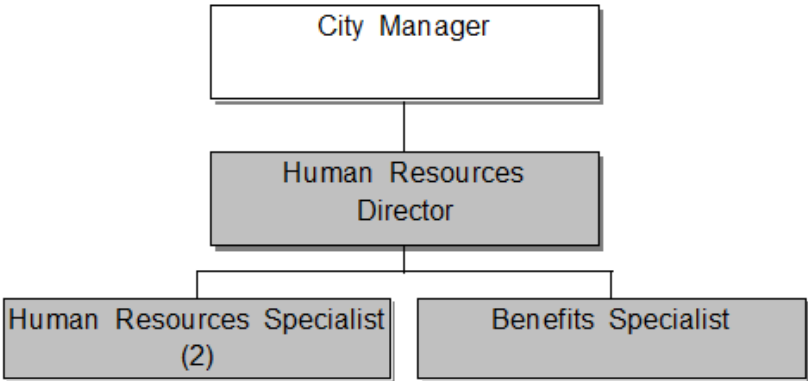 City Manager
Human Resources
Director
Human Resources Specialist
(2)
Benefits Specialist